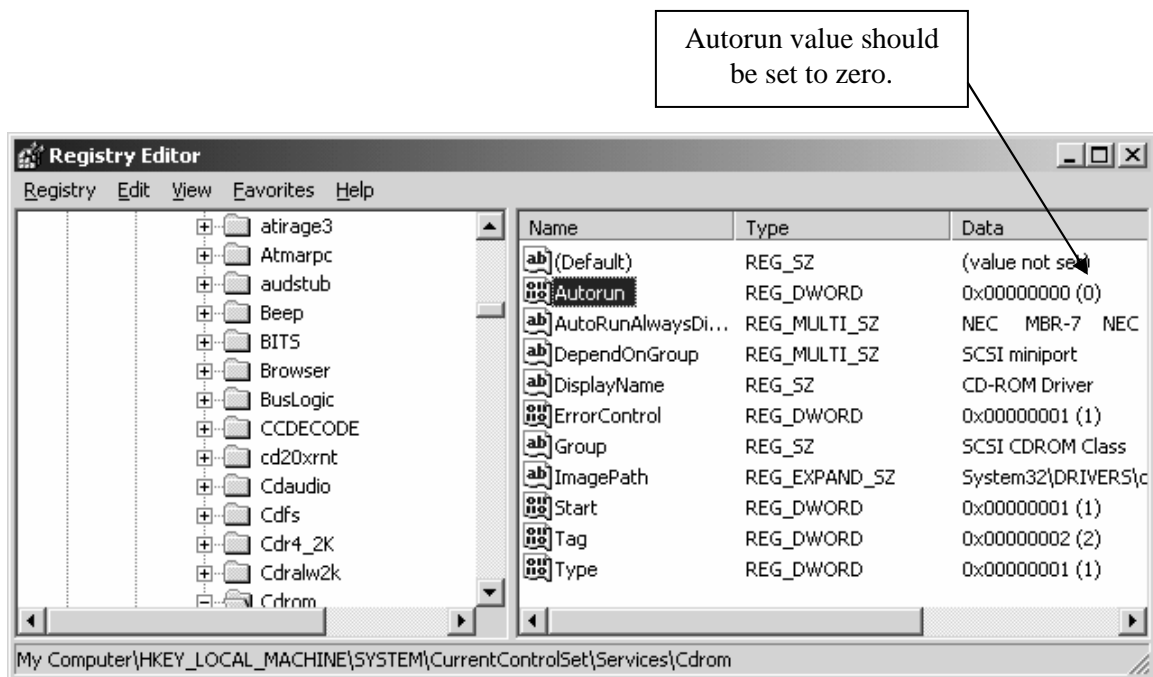 Autorun value should
be set to zero.
Registry Editor
Registry Edit View Favorites Help
atirage3
Atmarpc
audstub
Beep
BITS
Browser
BusLogic
CCDECODE
cd20xrnt
Cdaudio
Cdfs
Cdr4_2K
Cdralw2k
Cdrom
Name Type Data
(Default) REG_SZ (value not set)
Autorun REG_DWORD 0x00000000 (0)
AutoRunAlwaysDi... REG_MULTI_SZ NEC MBR-7 NEC
DependOnGroup REG_MULTI_SZ SCSI miniport
DisplayName REG_SZ CD-ROM Driver
ErrorControl REG_DWORD 0x00000001 (1)
Group REG_SZ SCSI CDROM Class
ImagePath REG_EXPAND_SZ System32\DRIVERS\c
Start REG_DWORD 0x00000001 (1)
Tag REG_DWORD 0x00000002 (2)
Type REG_DWORD 0x00000001 (1)
My Computer\HKEY_LOCAL_MACHINE\SYSTEM\CurrentControlSet\Services\Cdrom